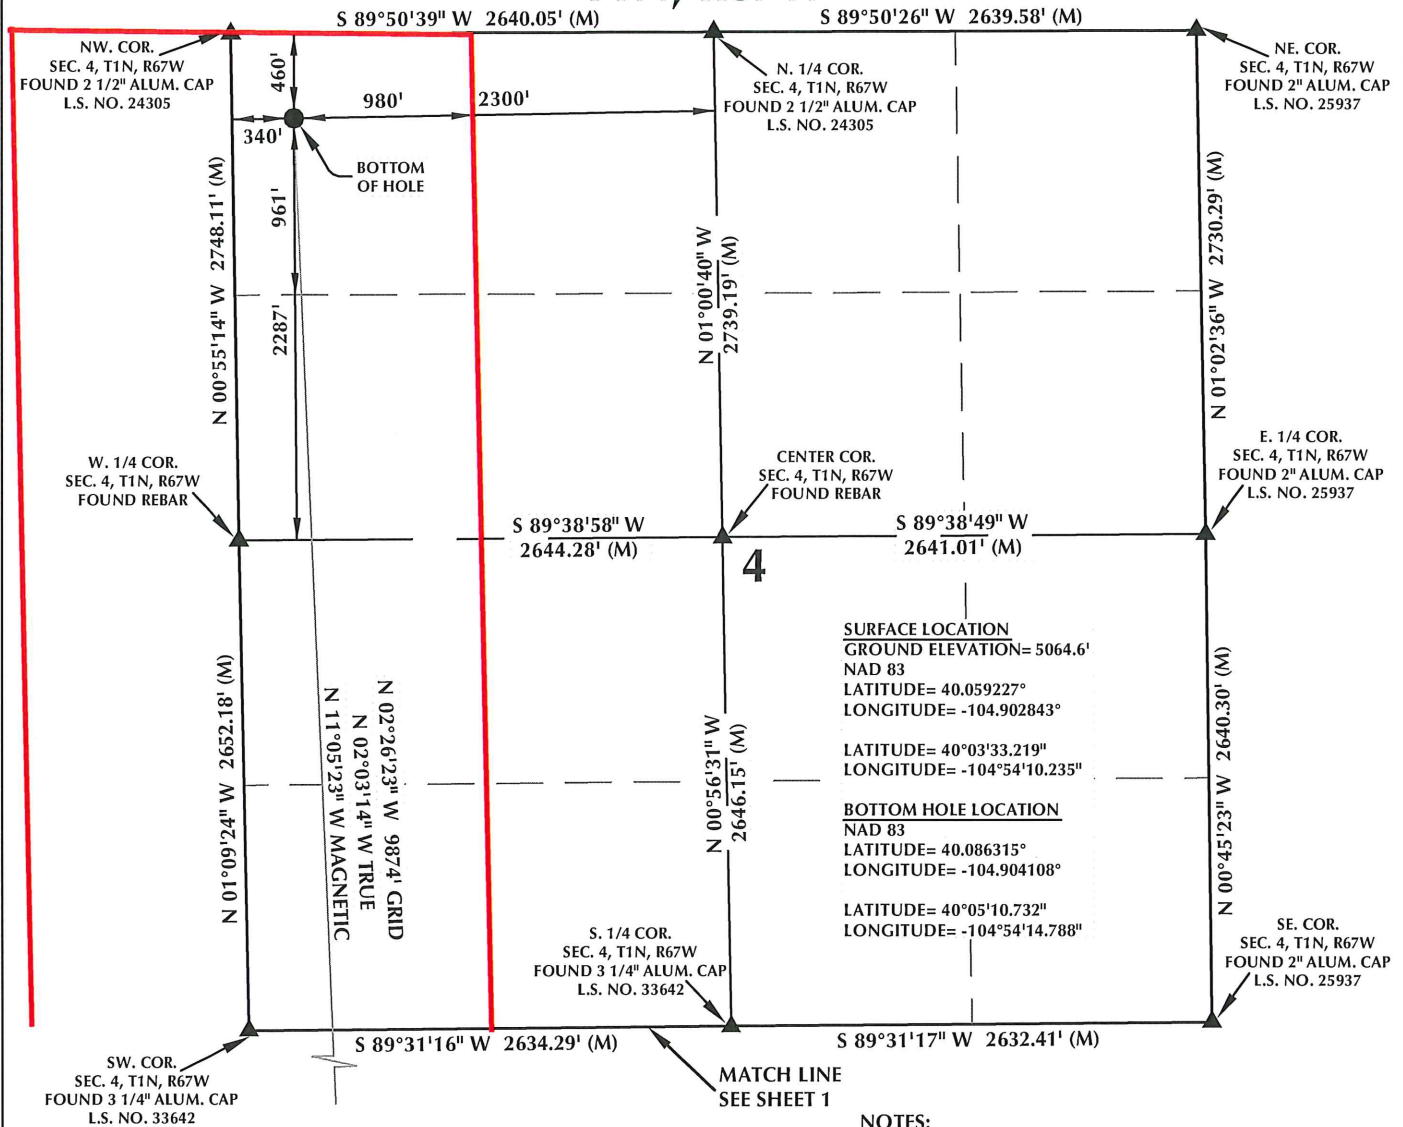 S 89°50'39" W 2640.05' (M)
S 89°50'26" W 2639.58' (M)
NW. COR.
SEC. 4, T1N, R67W
FOUND 2 1/2" ALUM. CAP
L.S. NO. 24305
460'
N. 1/4 COR.
SEC. 4, T1N, R67W
FOUND 2 1/2" ALUM. CAP
L.S. NO. 24305
NE. COR.
SEC. 4, T1N, R67W
FOUND 2" ALUM. CAP
L.S. NO. 25937
980'
2300'
340'
BOTTOM
OF HOLE
961'
2287'
N 00°55'14" W 2748.11' (M)
N 01°00'40" W
2739.19' (M)
N 01°02'36" W 2730.29' (M)
W. 1/4 COR.
SEC. 4, T1N, R67W
FOUND REBAR
CENTER COR.
SEC. 4, T1N, R67W
FOUND REBAR
E. 1/4 COR.
SEC. 4, T1N, R67W
FOUND 2" ALUM. CAP
L.S. NO. 25937
S 89°38'58" W
2644.28' (M)
S 89°38'49" W
2641.01' (M)
4
SURFACE LOCATION
GROUND ELEVATION= 5064.6'
NAD 83
LATITUDE= 40.059227°
LONGITUDE= -104.902843°
LATITUDE= 40°03'33.219"
LONGITUDE= -104°54'10.235"
BOTTOM HOLE LOCATION
NAD 83
LATITUDE= 40.086315°
LONGITUDE= -104.904108°
LATITUDE= 40°05'10.732"
LONGITUDE= -104°54'14.788"
N 01°09'24" W 2652.18' (M)
N 02°26'23" W 9874' GRID
N 02°03'14" W TRUE
N 11°05'23" W MAGNETIC
N 00°56'31" W
2646.15' (M)
N 00°45'23" W 2640.30' (M)
S. 1/4 COR.
SEC. 4, T1N, R67W
FOUND 3 1/4" ALUM. CAP
L.S. NO. 33642
SE. COR.
SEC. 4, T1N, R67W
FOUND 2" ALUM. CAP
L.S. NO. 25937
S 89°31'16" W 2634.29' (M)
S 89°31'17" W 2632.41' (M)
SW. COR.
SEC. 4, T1N, R67W
FOUND 3 1/4" ALUM. CAP
L.S. NO. 33642
MATCH LINE
SEE SHEET 1
NOTES: